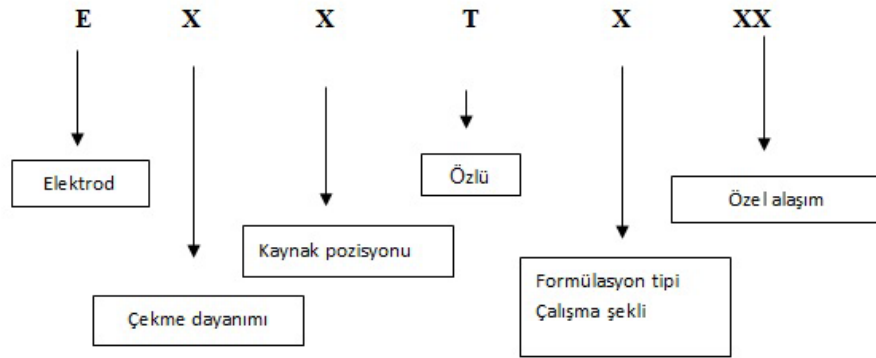 E X X T X XX
Elektrod
Özlü
Özel alaşım
Kaynak pozisyonu
Formülasyon tipi
Çalışma şekli
Çekme dayanımı